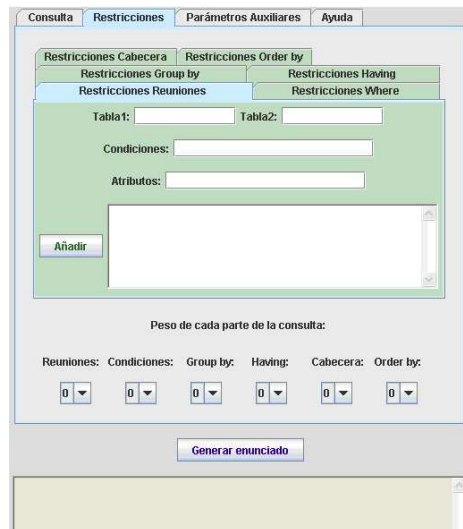 Consulta Restricciones Parámetros Auxiliares Ayuda
Restricciones Cabecera Restricciones Order by
Restricciones Group by Restricciones Having
Restricciones Reuniones Restricciones Where
Tabla1: Tabla2:
Condiciones:
Atributos:
Añadir
Peso de cada parte de la consulta:
Reuniones: Condiciones: Group by: Having: Cabecera: Order by:
0 0 0 0 0 0
Generar enunciado